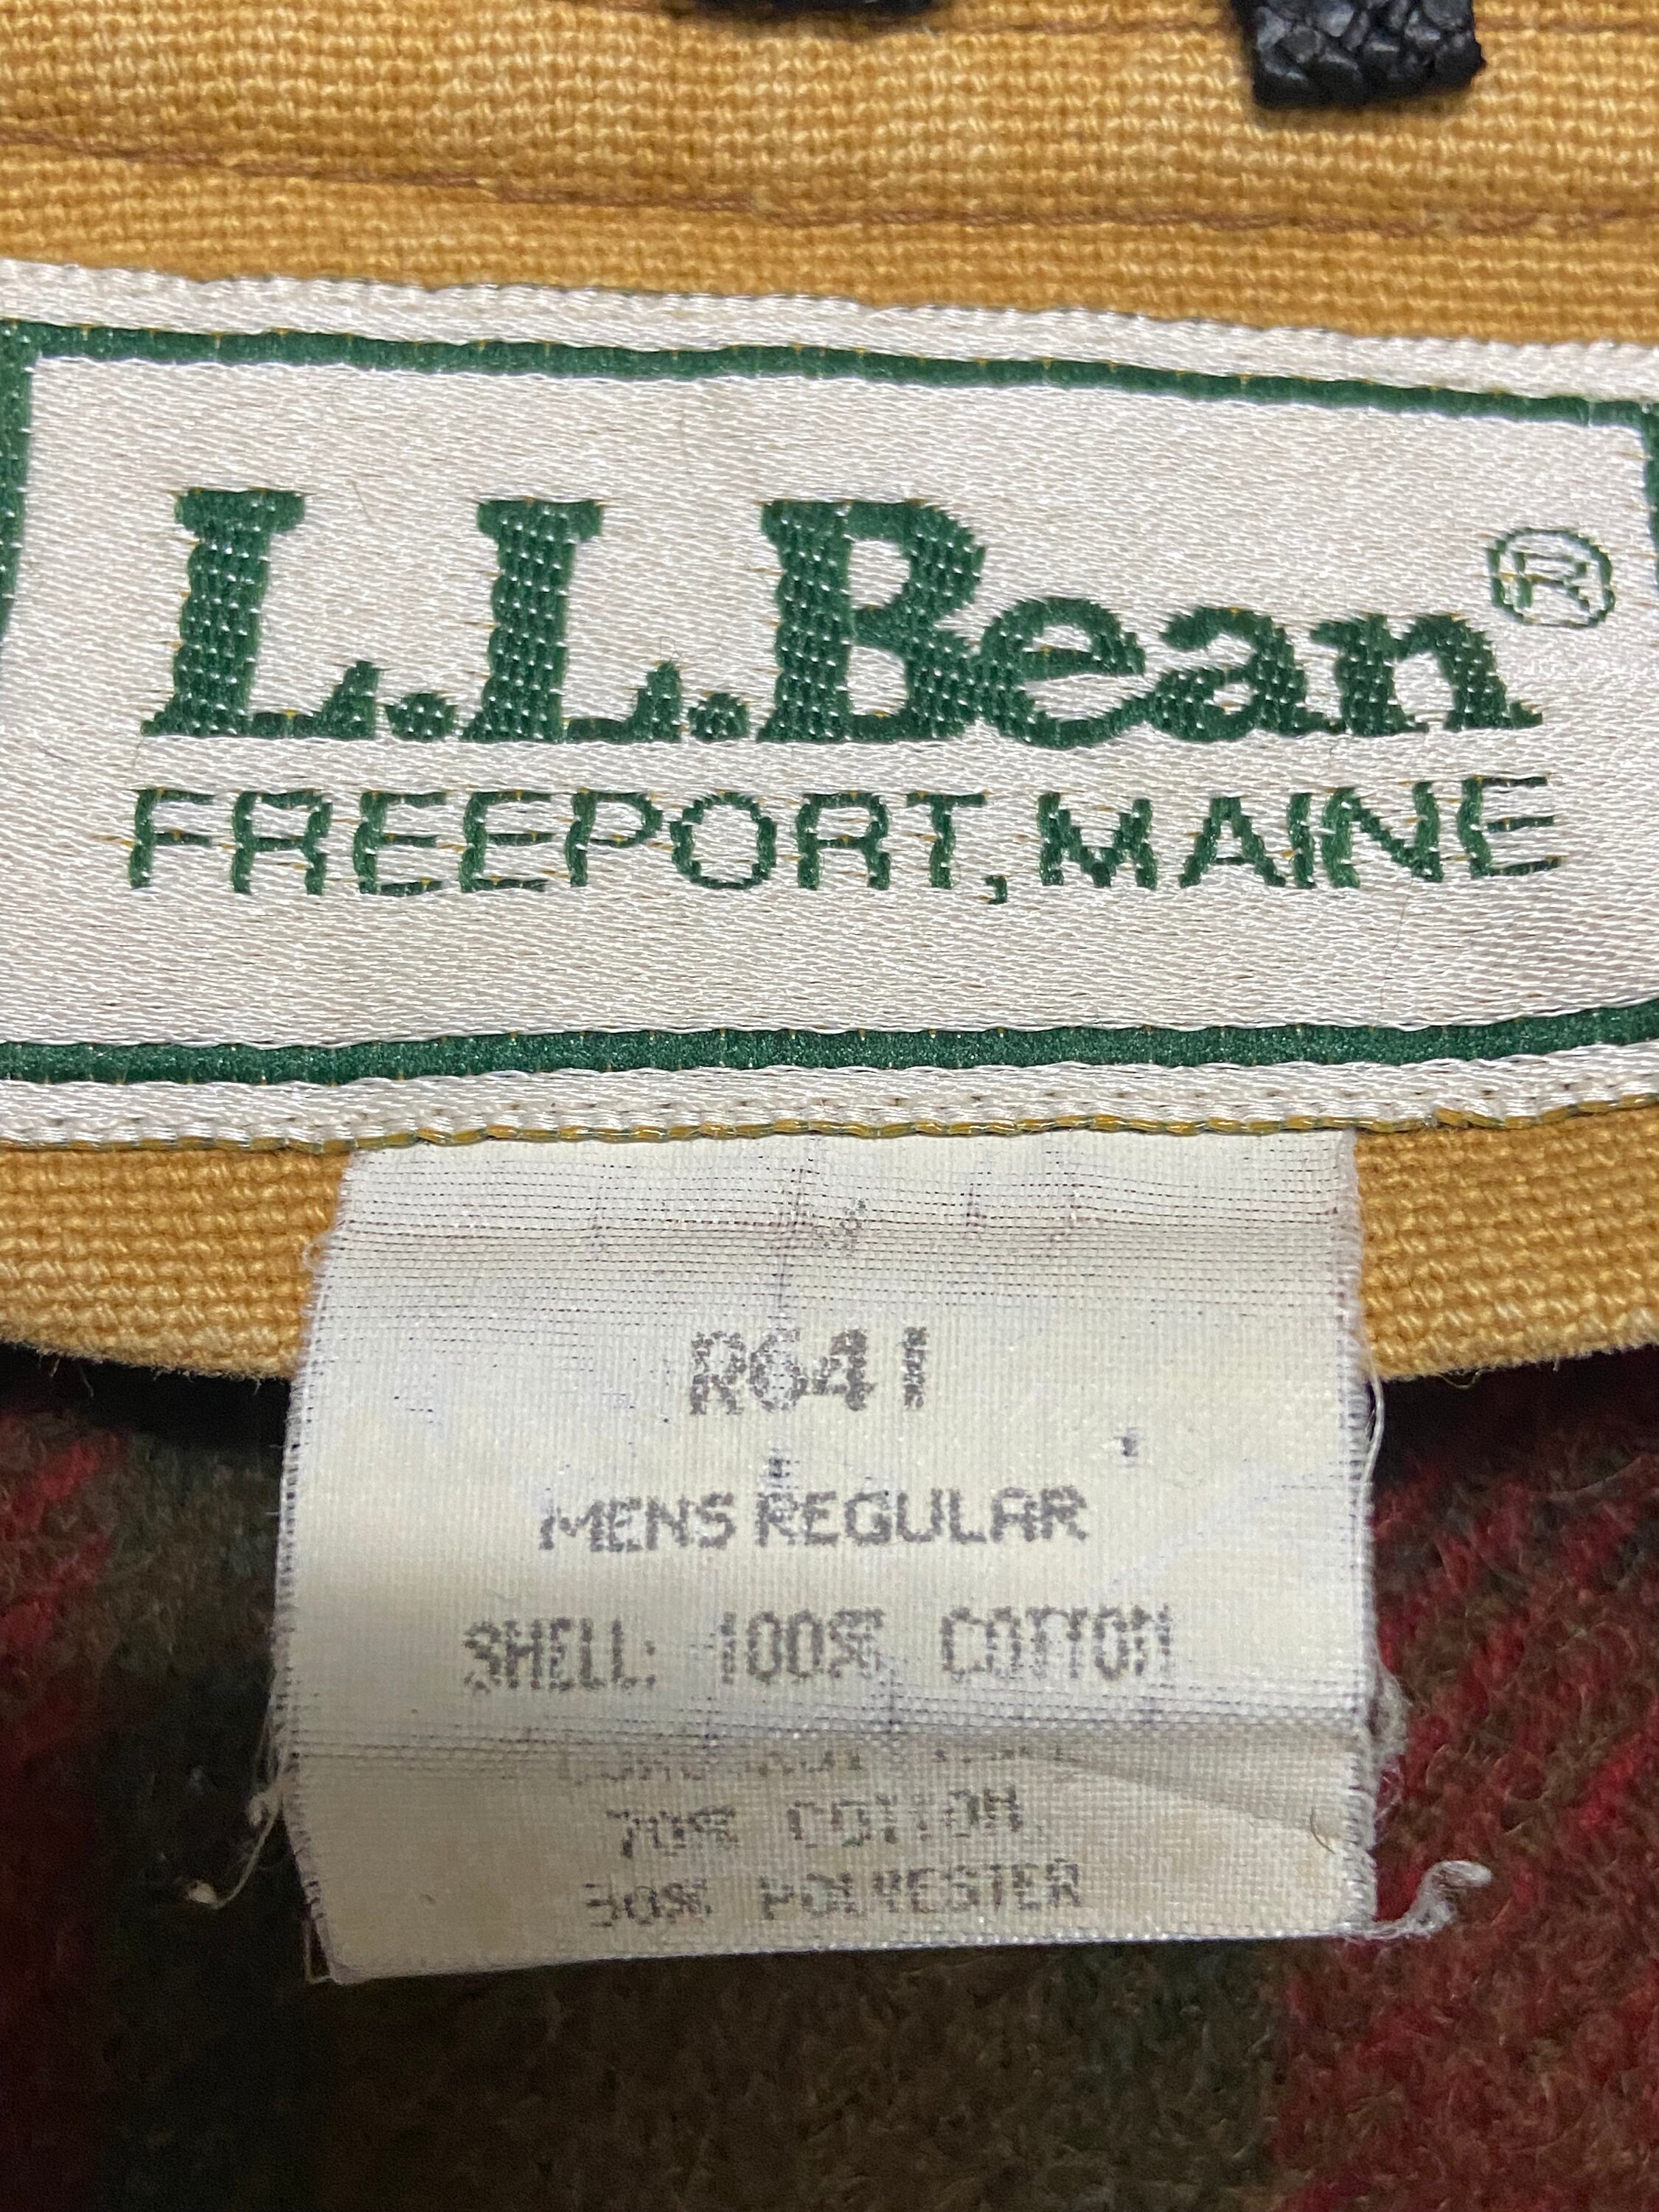 L.L.Bean®
FREEPORT, MAINE
R641
MENS REGULAR
SHELL: 100% COTTON
70% COTTON
30% POLYESTER